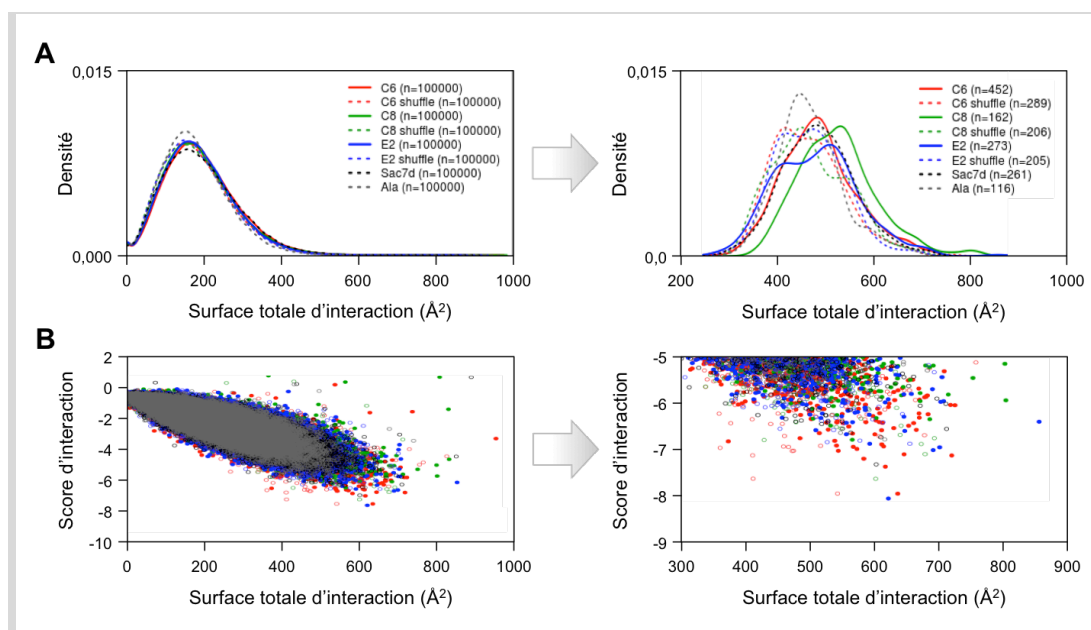 A
0,015
0,000
Densité
C6 (n=100000)
C6 shuffle (n=100000)
C8 (n=100000)
C8 shuffle (n=100000)
E2 (n=100000)
E2 shuffle (n=100000)
Sac7d (n=100000)
Ala (n=100000)
0 200 400 600 800 1000
Surface totale d'interaction (Å²)
0,015
0,0
Densité
C6 (n=452)
C6 shuffle (n=289)
C8 (n=162)
C8 shuffle (n=206)
E2 (n=273)
E2 shuffle (n=205)
Sac7d (n=261)
Ala (n=116)
200 400 600 800 1000
Surface totale d'interaction (Å²)
B
2
0
-2
-4
-6
-8
-10
Score d'interaction
0 200 400 600 800 1000
Surface totale d'interaction (Å²)
-5
-6
-7
-8
-9
Score d'interaction
300 400 500 600 700 800 900
Surface totale d'interaction (Å²)